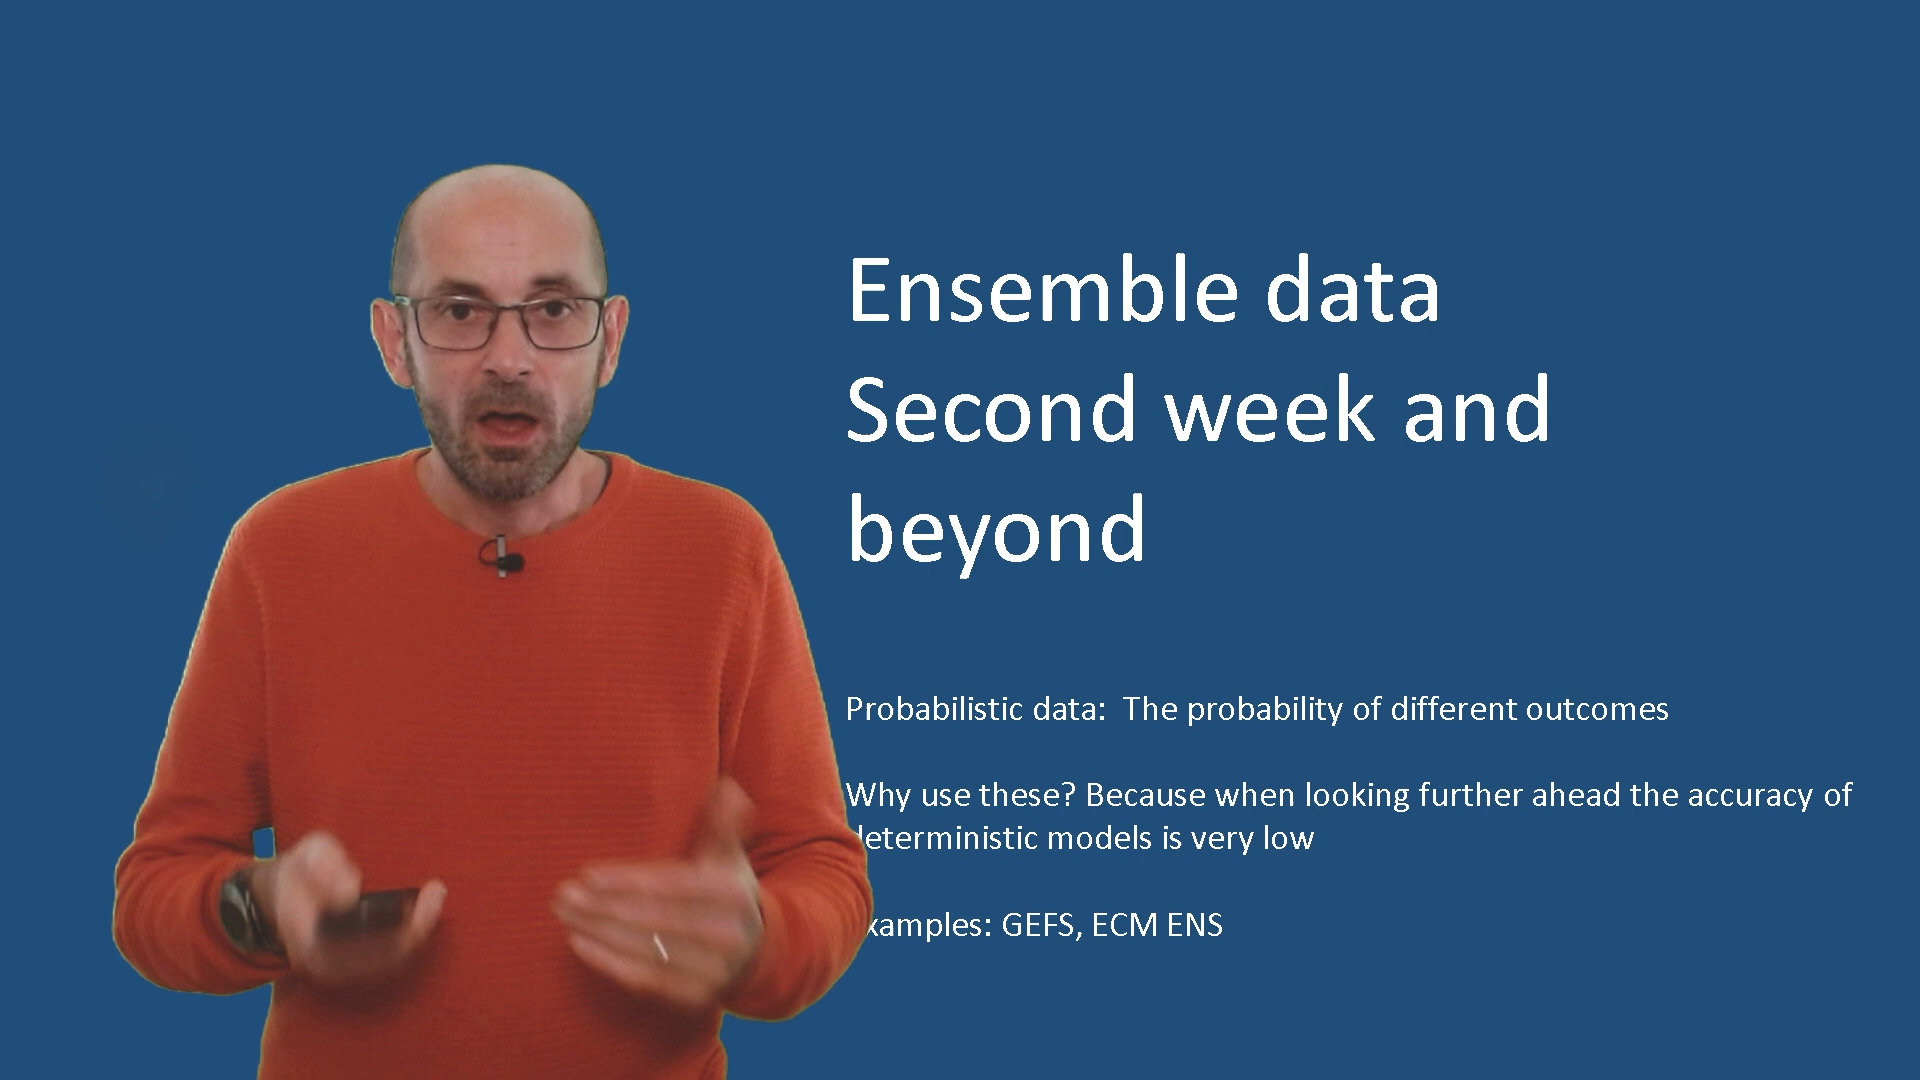 Ensemble data
Second week and
beyond
Probabilistic data:  The probability of different outcomes
Why use these? Because when looking further ahead the accuracy of
deterministic models is very low
Examples: GEFS, ECM ENS